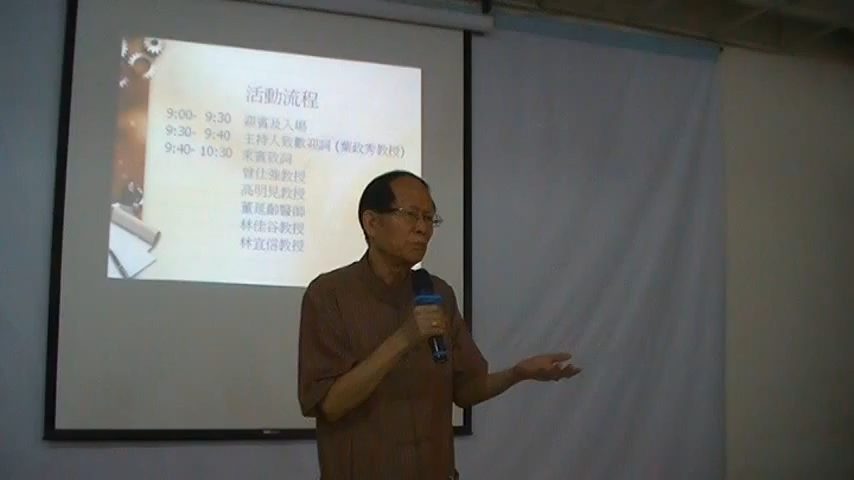 活動流程
9:00- 9:30 迎賓及入場
9:30- 9:40 主持人致歡迎詞 (葉政秀教授)
9:40- 10:30 來賓致詞
曾仕強教授
高明見教授
董延齡醫師
林佳谷教授
林宜信教授